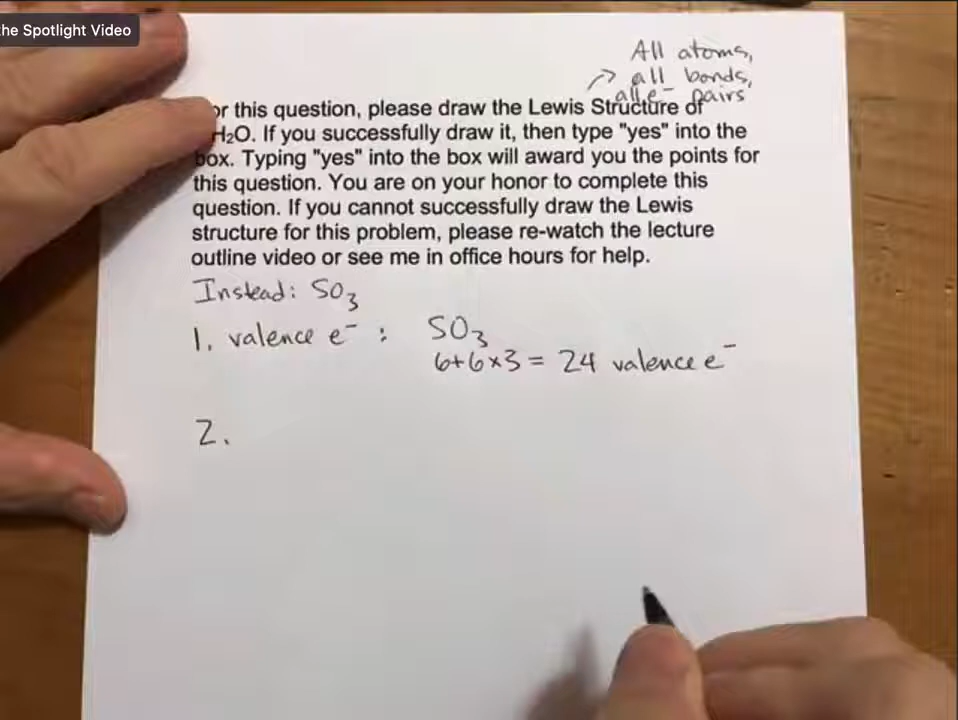 the Spotlight Video
All atoms,
all bonds,
all e⁻ pairs
or this question, please draw the Lewis Structure of
H₂O. If you successfully draw it, then type "yes" into the
box. Typing "yes" into the box will award you the points for
this question. You are on your honor to complete this
question. If you cannot successfully draw the Lewis
structure for this problem, please re-watch the lecture
outline video or see me in office hours for help.
Instead: SO₃
1. valence e⁻ : SO₃
6+6×3 = 24 valence e⁻
2.